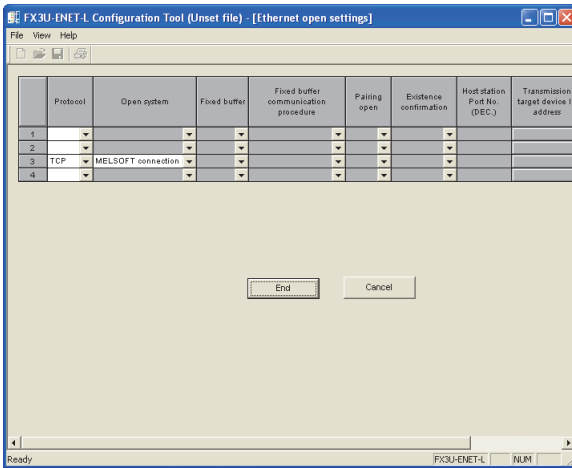 FX3U-ENET-L Configuration Tool (Unset file) - [Ethernet open settings]
File View Help
Protocol Open system Fixed buffer Fixed buffer communication procedure Pairing open Existence confirmation Host station Port No. (DEC.) Transmission target device I address
1
2
3 TCP MELSOFT connection
4
End Cancel
Ready FX3U-ENET-L NUM